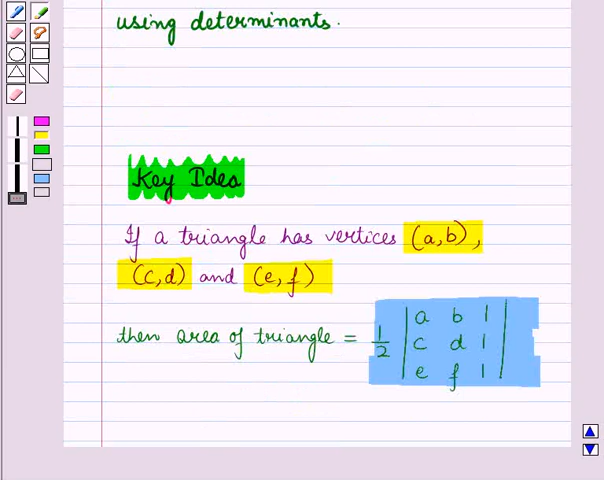 using determinants.
Key Idea
If a triangle has vertices (a,b),
(c,d) and (e,f)
then area of triangle = 1/2 | a b 1 |
| c d 1 |
| e f 1 |